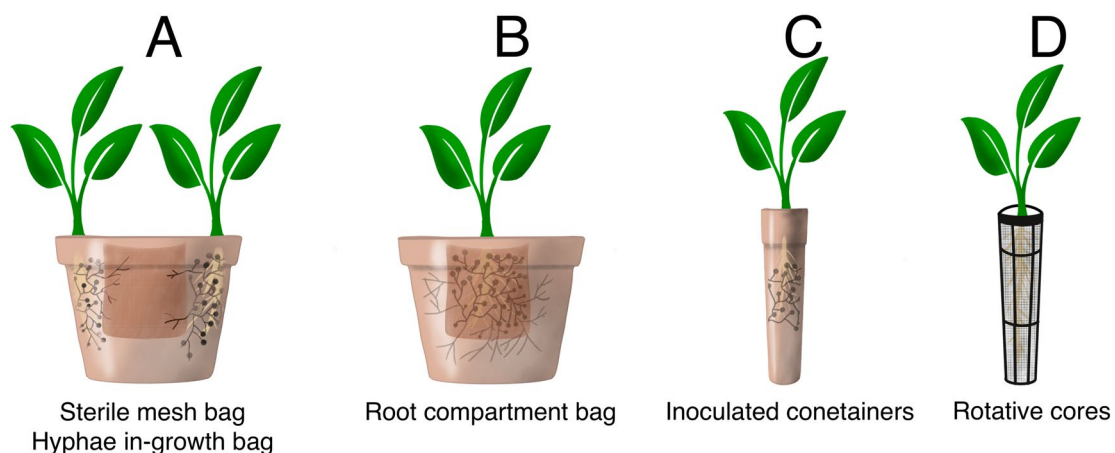 A
B
C
D
Sterile mesh bag
Hyphae in-growth bag
Root compartment bag
Inoculated conetainers
Rotative cores